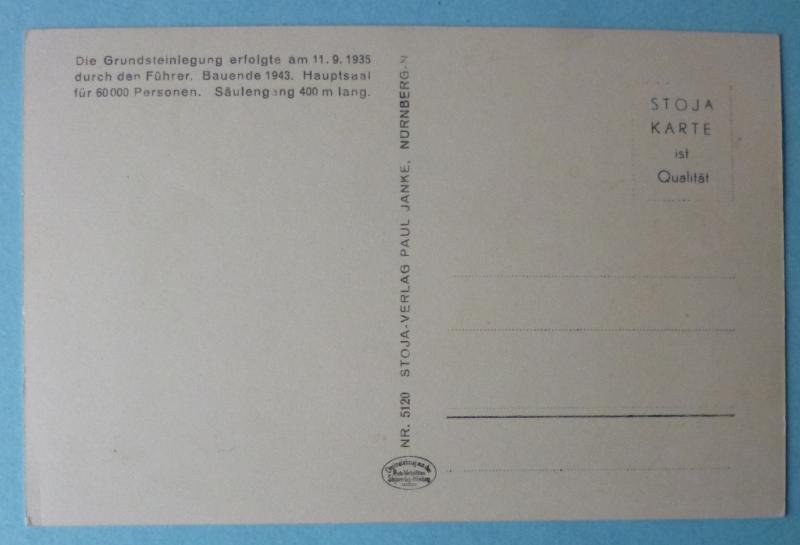 Die Grundsteinlegung erfolgte am 11. 9. 1935
durch den Führer. Bauende 1943. Hauptsaal
für 60000 Personen. Säulengang 400 m lang.
NR. 5120 STOJA-VERLAG PAUL JANKE, NÜRNBERG-N
STOJA
KARTE
ist
Qualität